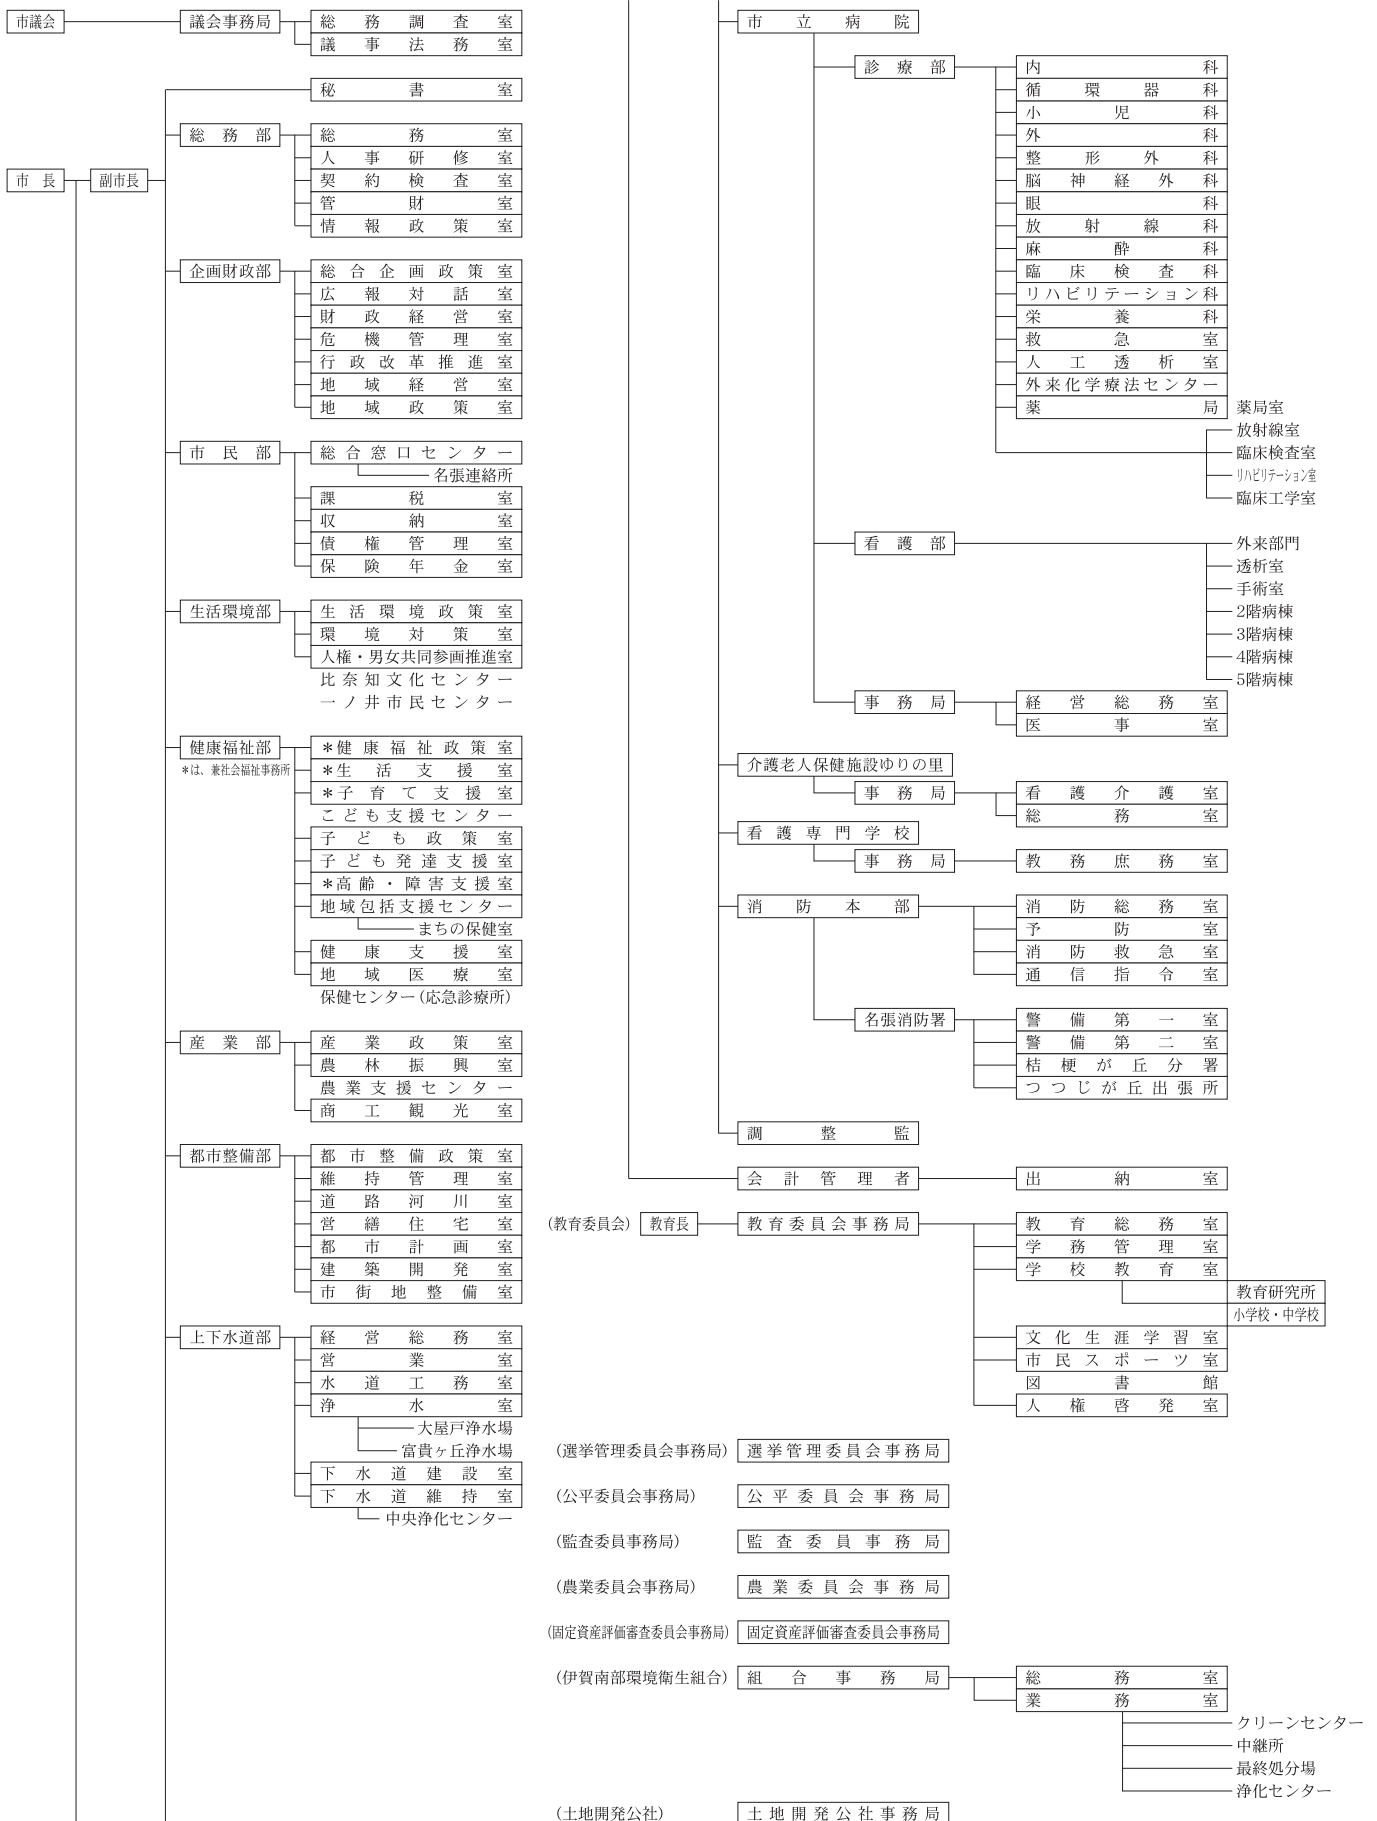 市議会
議会事務局
総務調査室
議事法務室
市長
副市長
秘書室
総務部
総務室
人事研修室
契約検査室
管財室
情報政策室
企画財政部
総合企画政策室
広報対話室
財政経営室
危機管理室
行政改革推進室
地域経営室
地域政策室
市民部
総合窓口センター
名張連絡所
課税室
収納室
債権管理室
保険年金室
生活環境部
生活環境政策室
環境対策室
人権・男女共同参画推進室
比奈知文化センター
一ノ井市民センター
健康福祉部
*は、兼社会福祉事務所
*健康福祉政策室
*生活支援室
*子育て支援室
こども支援センター
子ども政策室
子ども発達支援室
*高齢・障害支援室
地域包括支援センター
まちの保健室
健康支援室
地域医療室
保健センター(応急診療所)
産業部
産業政策室
農林振興室
農業支援センター
商工観光室
都市整備部
都市整備政策室
維持管理室
道路河川室
営繕住宅室
都市計画室
建築開発室
市街地整備室
上下水道部
経営総務室
営業室
水道工務室
浄水室
大屋戸浄水場
富貴ヶ丘浄水場
下水道建設室
下水道維持室
中央浄化センター
市立病院
診療部
内科
循環器科
小児科
外科
整形外科
脳神経外科
眼科
放射線科
麻酔科
臨床検査科
リハビリテーション科
栄養科
救急室
人工透析室
外来化学療法センター
薬局
薬局室
放射線室
臨床検査室
リハビリテーション室
臨床工学室
看護部
外来部門
透析室
手術室
2階病棟
3階病棟
4階病棟
5階病棟
事務局
経営総務室
医事室
介護老人保健施設ゆりの里
事務局
看護介護室
総務室
看護専門学校
事務局
教務庶務室
消防本部
消防総務室
予防室
消防救急室
通信指令室
名張消防署
警備第一室
警備第二室
桔梗が丘分署
つつじが丘出張所
調整監
会計管理者
出納室
(教育委員会)
教育長
教育委員会事務局
教育総務室
学務管理室
学校教育室
教育研究所
小学校・中学校
文化生涯学習室
市民スポーツ室
図書館
人権啓発室
(選挙管理委員会事務局)
選挙管理委員会事務局
(公平委員会事務局)
公平委員会事務局
(監査委員事務局)
監査委員事務局
(農業委員会事務局)
農業委員会事務局
(固定資産評価審査委員会事務局)
固定資産評価審査委員会事務局
(伊賀南部環境衛生組合)
組合事務局
総務室
業務室
クリーンセンター
中継所
最終処分場
浄化センター
(土地開発公社)
土地開発公社事務局